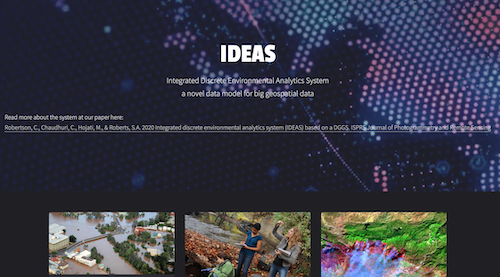 IDEAS
Integrated Discrete Environmental Analytics System
a novel data model for big geospatial data
Read more about the system at our paper here:
Robertson, C., Chaudhuri, C., Hojati, M., & Roberts, S.A. 2020 Integrated discrete environmental analytics system (IDEAS) based on a DGGS. ISPRS Journal of Photogrammetry and Remote Sensing